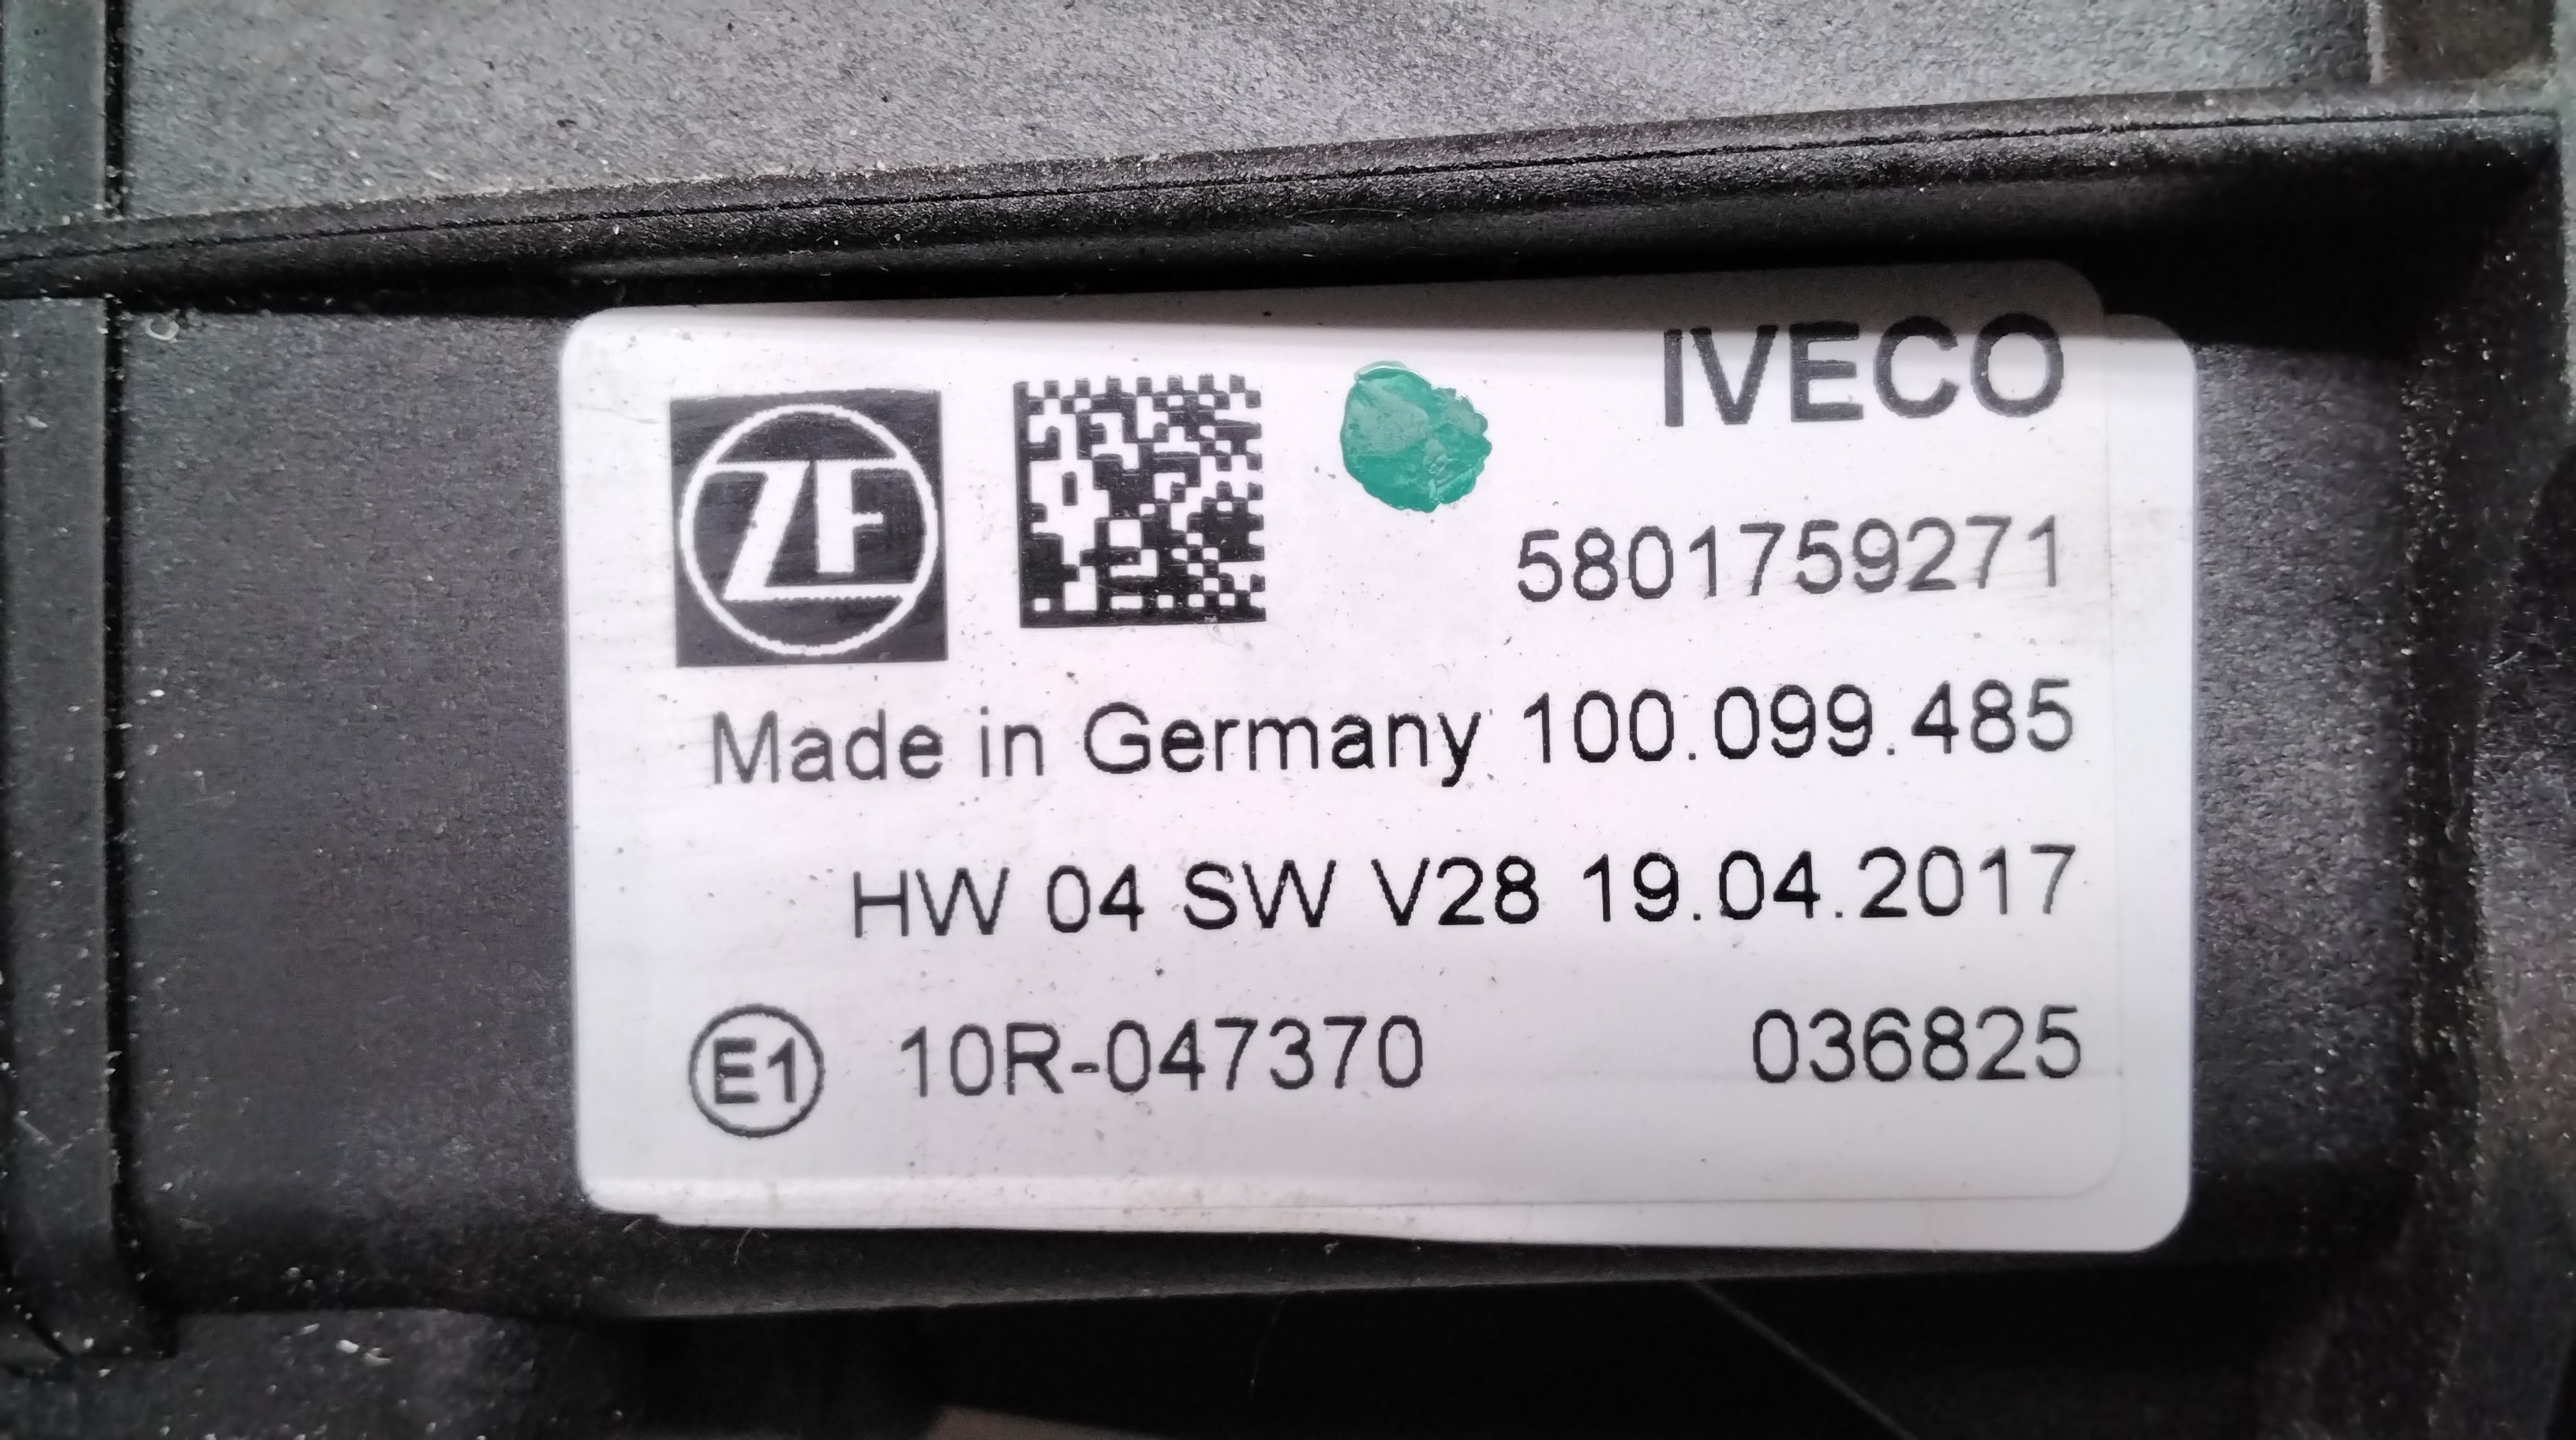 ZF
IVECO
5801759271
Made in Germany 100.099.485
HW 04 SW V28 19.04.2017
E1 10R-047370 036825